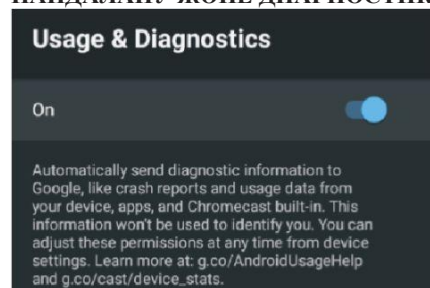 Usage & Diagnostics
On
Automatically send diagnostic information to
Google, like crash reports and usage data from
your device, apps, and Chromecast built-in. This
information won't be used to identify you. You can
adjust these permissions at any time from device
settings. Learn more at: g.co/AndroidUsageHelp
and g.co/cast/device_stats.